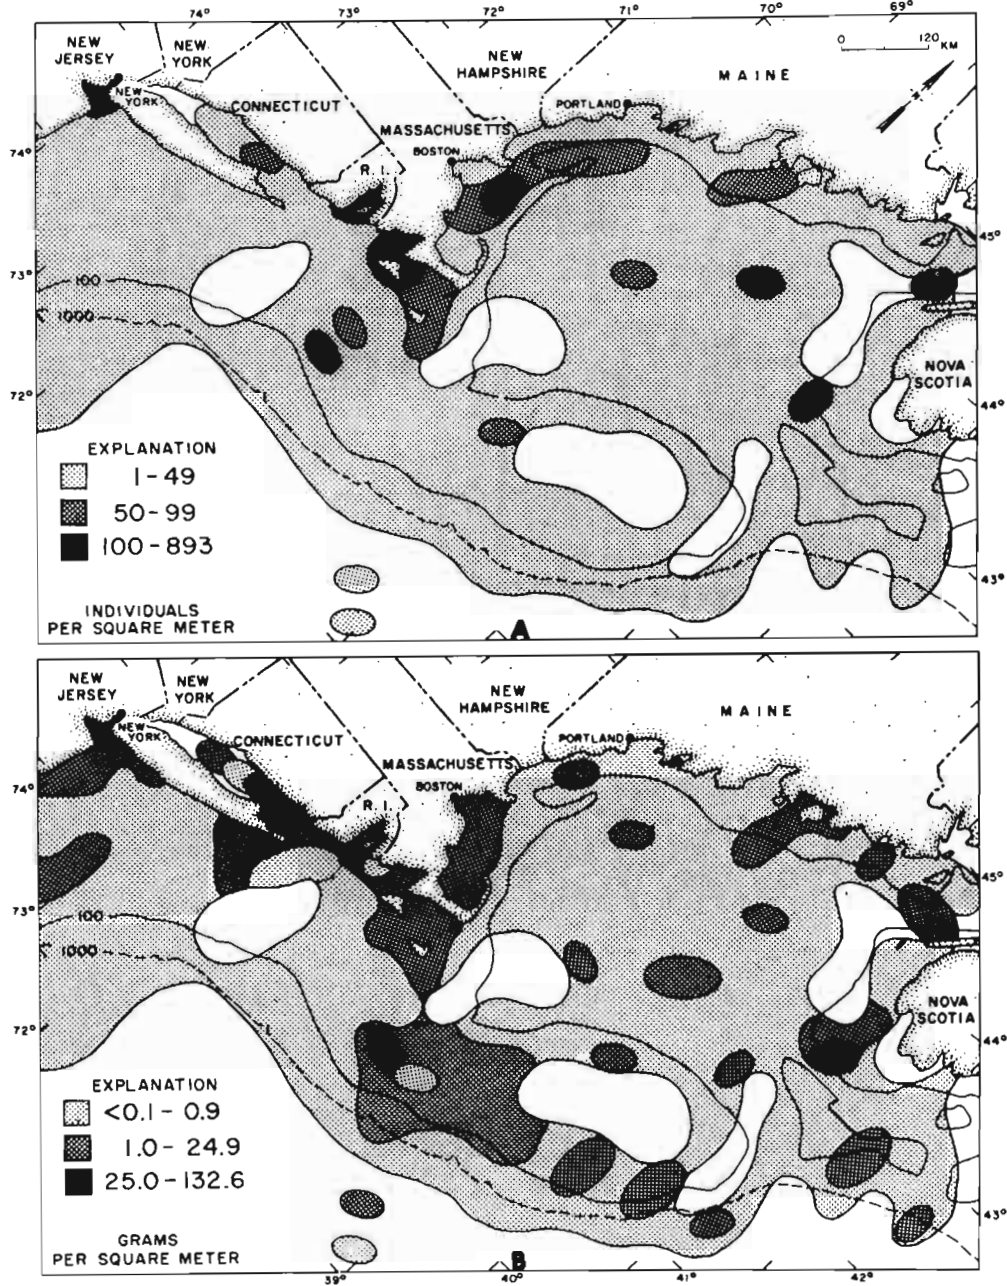 74° 73° 72° 71° 70° 69°
NEW JERSEY
NEW YORK
NEW HAMPSHIRE
MAINE
0 120 KM
NEW YORK
CONNECTICUT
MASSACHUSETTS
PORTLAND
BOSTON
R. I.
74°
45°
73°
100
1000
NOVA SCOTIA
72°
44°
EXPLANATION
1-49
50-99
100-893
43°
INDIVIDUALS
PER SQUARE METER
A
NEW JERSEY
NEW YORK
NEW HAMPSHIRE
MAINE
NEW YORK
CONNECTICUT
MASSACHUSETTS
PORTLAND
BOSTON
R. I.
74°
45°
73°
100
1000
NOVA SCOTIA
72°
44°
EXPLANATION
<0.1-0.9
1.0-24.9
25.0-132.6
43°
GRAMS
PER SQUARE METER
B
39° 40° 41° 42°